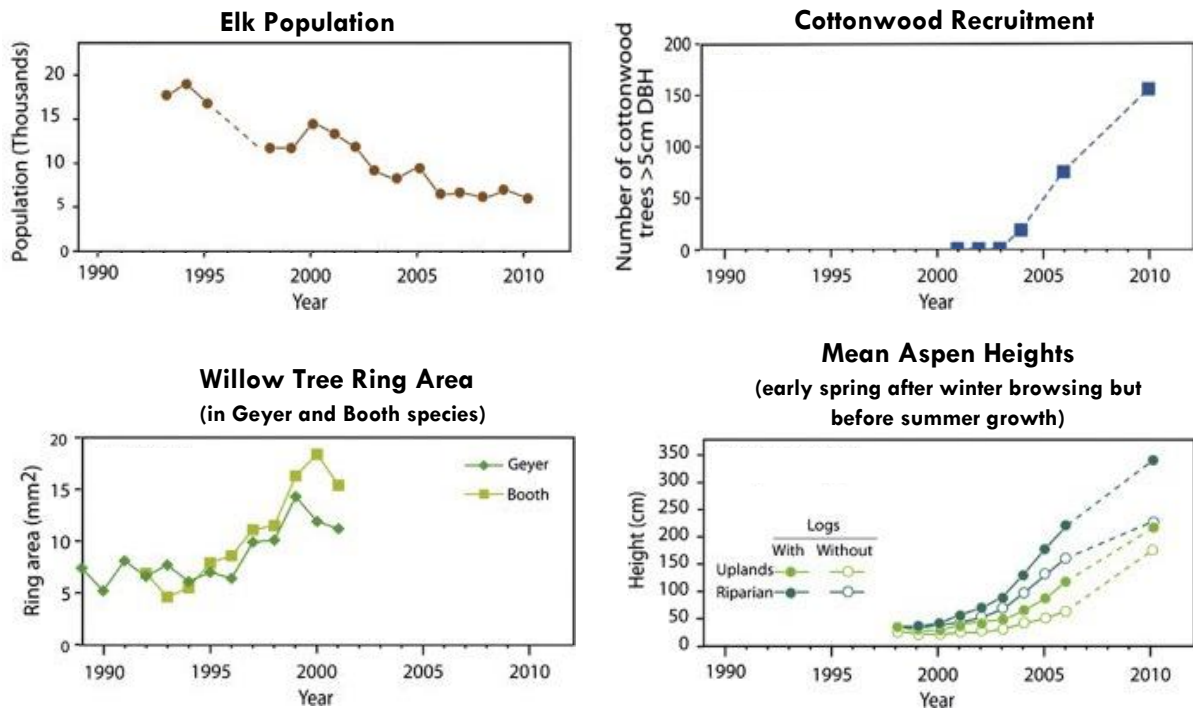 Elk Population
Population (Thousands)
20
15
10
5
0
1990 1995 2000 2005 2010
Year
Cottonwood Recruitment
Number of cottonwood
trees >5cm DBH
200
150
100
50
0
1990 1995 2000 2005 2010
Year
Willow Tree Ring Area
(in Geyer and Booth species)
Ring area (mm2)
20
15
10
5
0
Geyer
Booth
1990 1995 2000 2005 2010
Year
Mean Aspen Heights
(early spring after winter browsing but
before summer growth)
Height (cm)
350
300
250
200
150
100
50
0
Logs
With Without
Uplands
Riparian
1990 1995 2000 2005 2010
Year